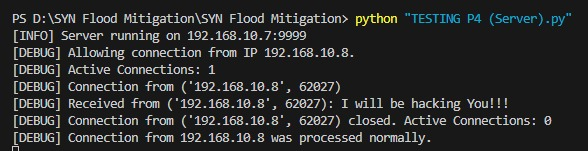 PS D:\SYN Flood Mitigation\SYN Flood Mitigation> python "TESTING P4 (Server).py"
[INFO] Server running on 192.168.10.7:9999
[DEBUG] Allowing connection from IP 192.168.10.8.
[DEBUG] Active Connections: 1
[DEBUG] Connection from ('192.168.10.8', 62027)
[DEBUG] Received from ('192.168.10.8', 62027): I will be hacking You!!!
[DEBUG] Connection from ('192.168.10.8', 62027) closed. Active Connections: 0
[DEBUG] Connection from 192.168.10.8 was processed normally.